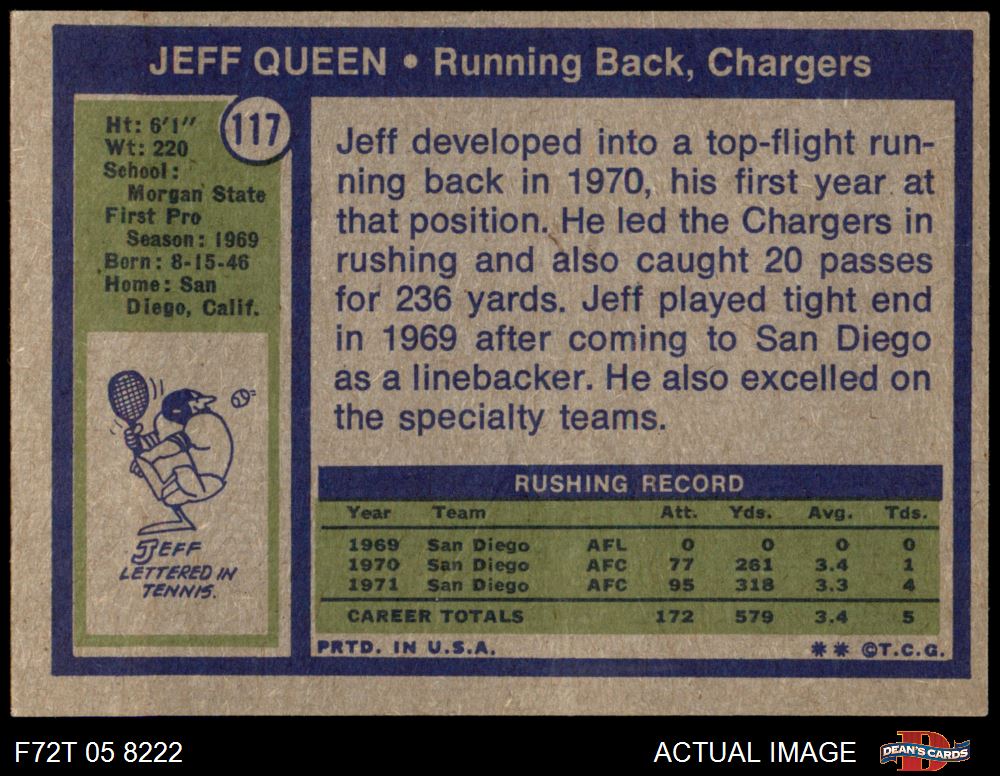 JEFF QUEEN • Running Back, Chargers
117
Ht: 6'1"
Wt: 220
School:
Morgan State
First Pro
Season: 1969
Born: 8-15-46
Home: San
Diego, Calif.
JEFF
LETTERED IN
TENNIS.
Jeff developed into a top-flight run-
ning back in 1970, his first year at
that position. He led the Chargers in
rushing and also caught 20 passes
for 236 yards. Jeff played tight end
in 1969 after coming to San Diego
as a linebacker. He also excelled on
the specialty teams.
RUSHING RECORD
Year Team Att. Yds. Avg. Tds.
1969 San Diego AFL 0 0 0 0
1970 San Diego AFC 77 261 3.4 1
1971 San Diego AFC 95 318 3.3 4
CAREER TOTALS 172 579 3.4 5
PRTD. IN U.S.A. ** ©T.C.G.
F72T 05 8222 ACTUAL IMAGE D DEAN'S CARDS